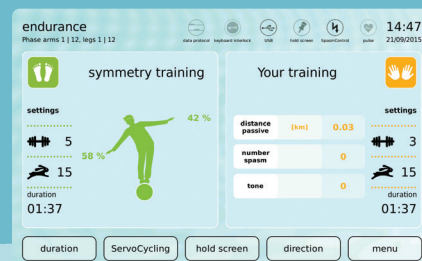 endurance
Phase arms 1 | 12, legs 1 | 12
data protocol
keyboard interlock
USB
hold screen
SpasmControl
pulse
14:47
21/09/2015
symmetry training
settings
5
15
duration
01:37
58 %
42 %
Your training
distance passive [km] 0.03
number spasm 0
tone 0
settings
3
15
duration
01:37
duration
ServoCycling
hold screen
direction
menu